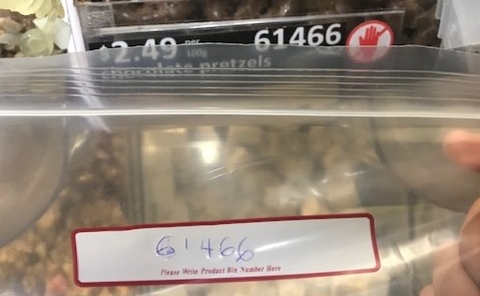 $2.49 per 100g 61466
chocolate pretzels
61466
Please Write Product Bin Number Here